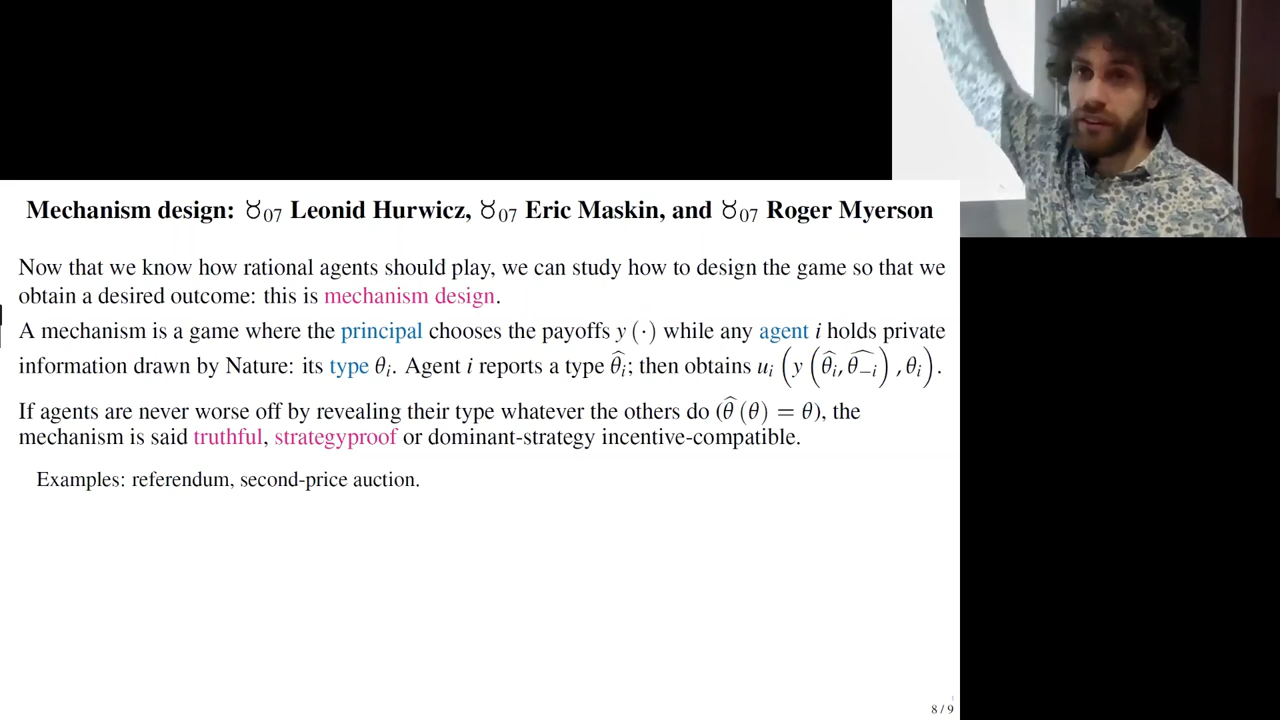 Mechanism design: ♉07 Leonid Hurwicz, ♉07 Eric Maskin, and ♉07 Roger Myerson
Now that we know how rational agents should play, we can study how to design the game so that we
obtain a desired outcome: this is mechanism design.
A mechanism is a game where the principal chooses the payoffs y (·) while any agent i holds private
information drawn by Nature: its type θᵢ. Agent i reports a type θ̂ᵢ; then obtains uᵢ (y (θ̂ᵢ, θ̂₋ᵢ) , θᵢ).
If agents are never worse off by revealing their type whatever the others do (θ̂ (θ) = θ), the
mechanism is said truthful, strategyproof or dominant-strategy incentive-compatible.
Examples: referendum, second-price auction.
8 / 9